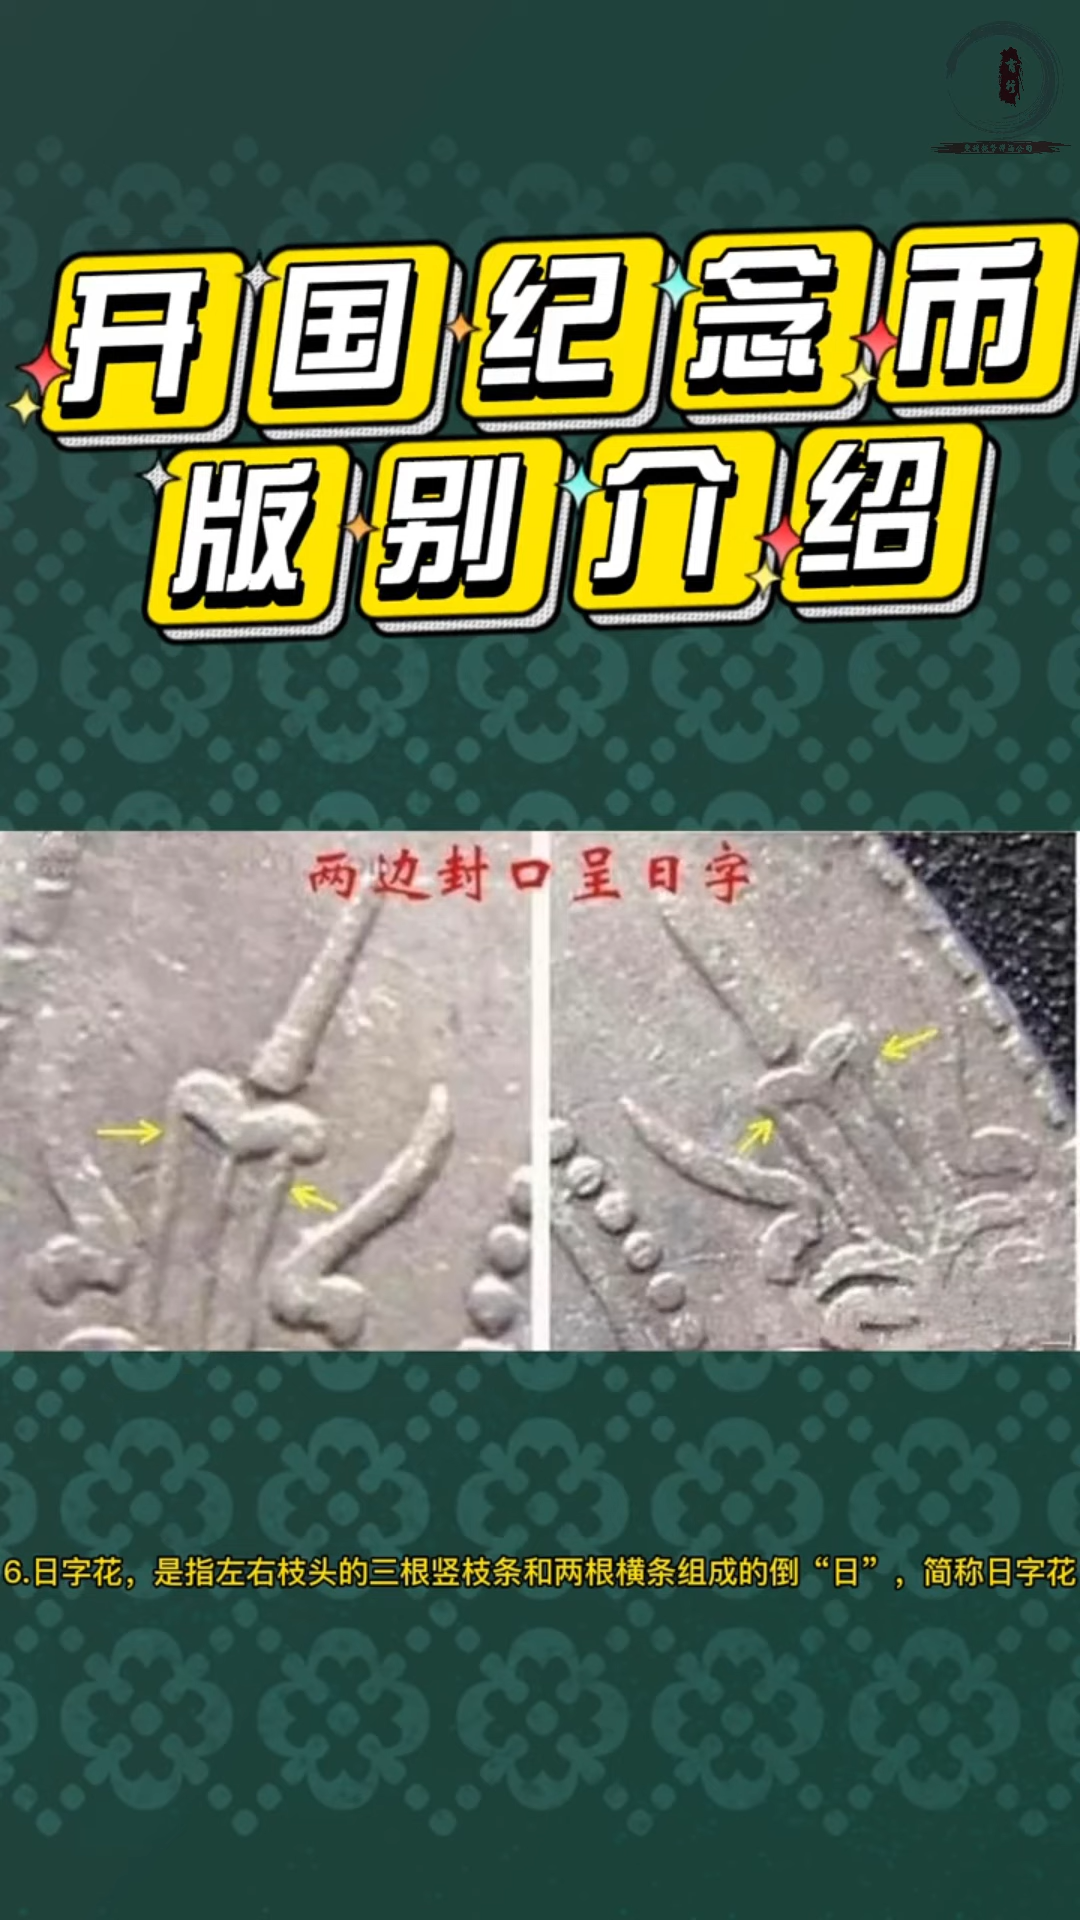 开国纪念币
版别介绍
两边封口呈日字
6.日字花，是指左右枝头的三根竖枝条和两根横条组成的倒“日”，简称日字花